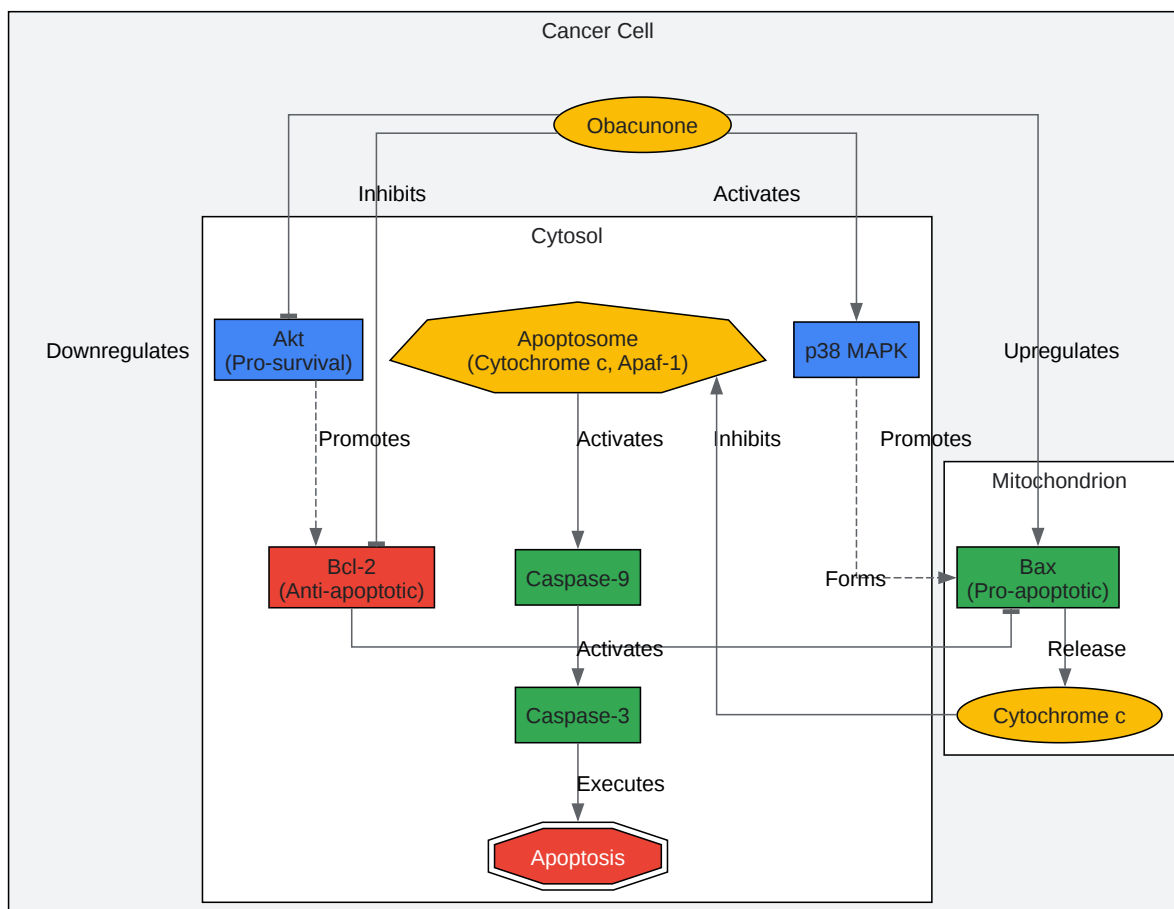 Cancer Cell
Obacunone
Inhibits
Activates
Cytosol
Akt
(Pro-survival)
Apoptosome
(Cytochrome c, Apaf-1)
p38 MAPK
Downregulates
Upregulates
Promotes
Activates
Inhibits
Promotes
Mitochondrion
Bcl-2
(Anti-apoptotic)
Caspase-9
Forms
Bax
(Pro-apoptotic)
Activates
Release
Caspase-3
Cytochrome c
Executes
Apoptosis